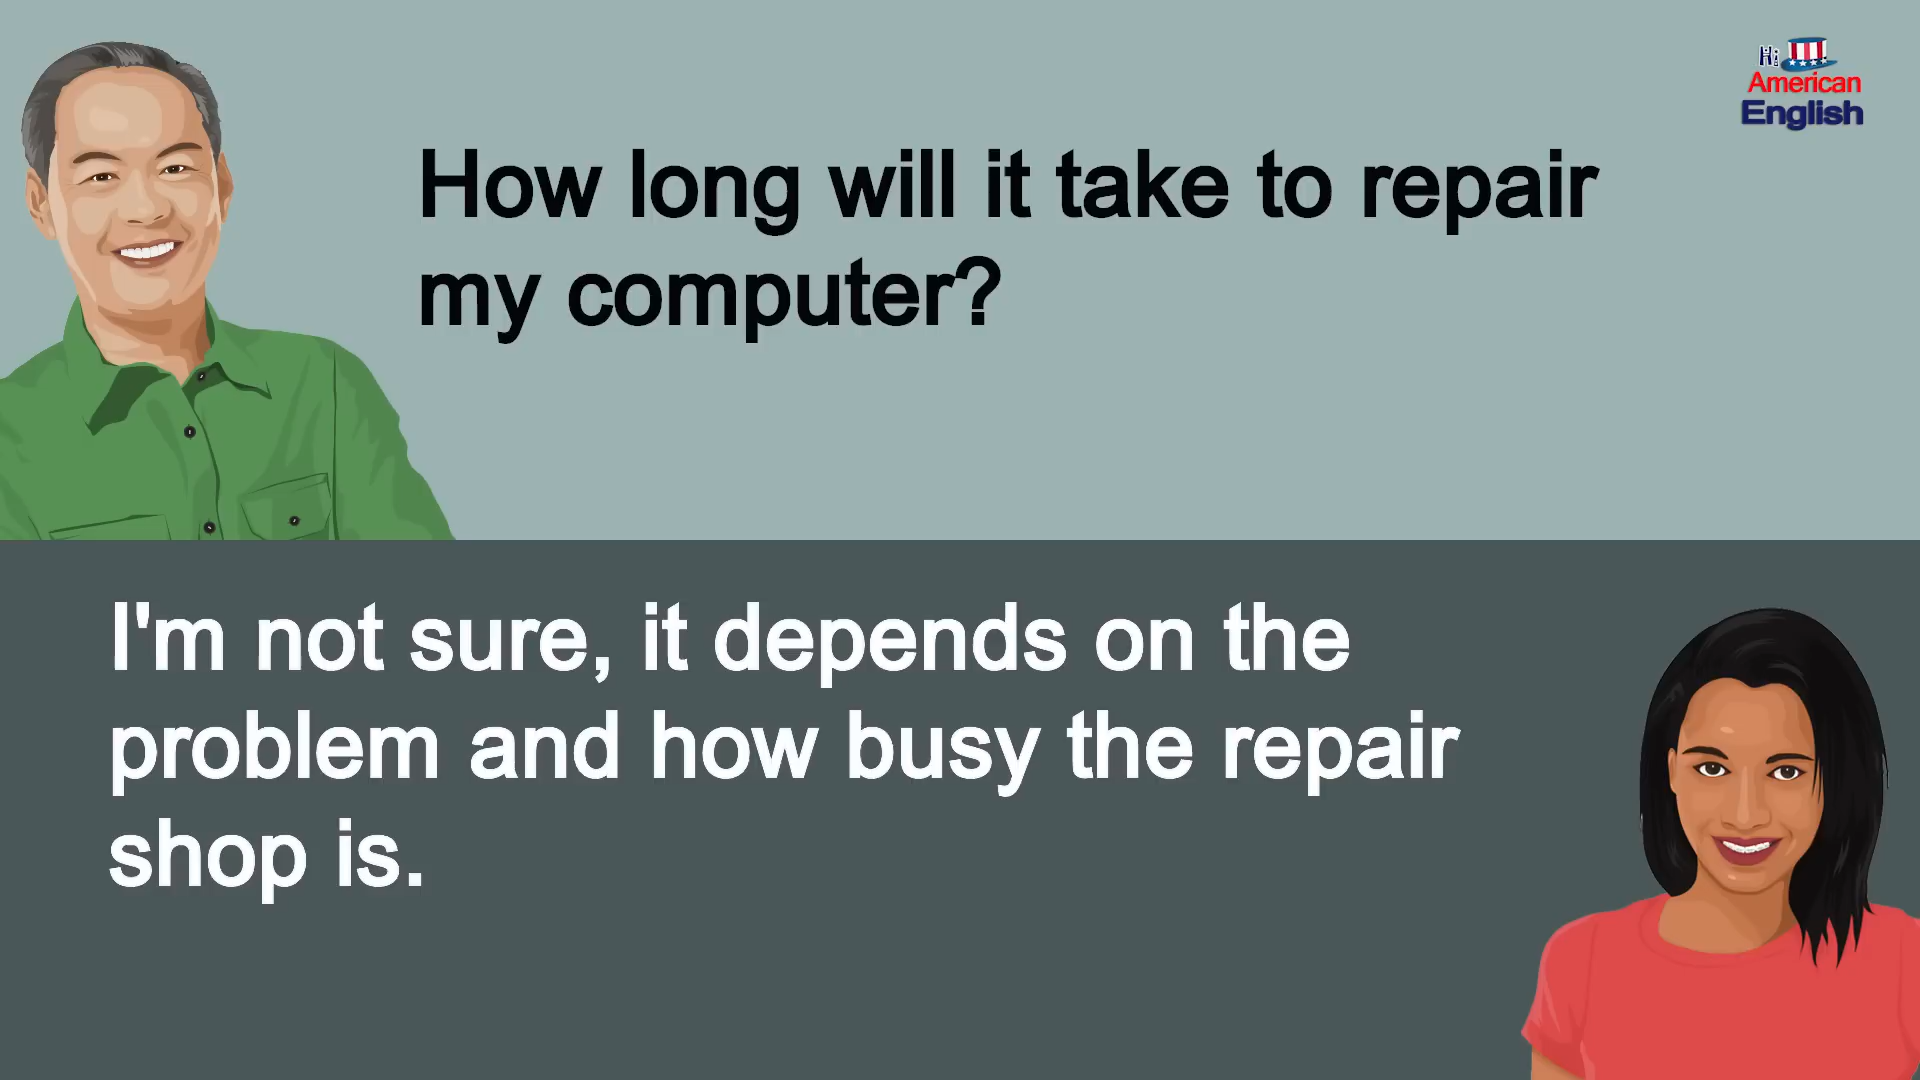 Hi
American
English
How long will it take to repair
my computer?
I'm not sure, it depends on the
problem and how busy the repair
shop is.